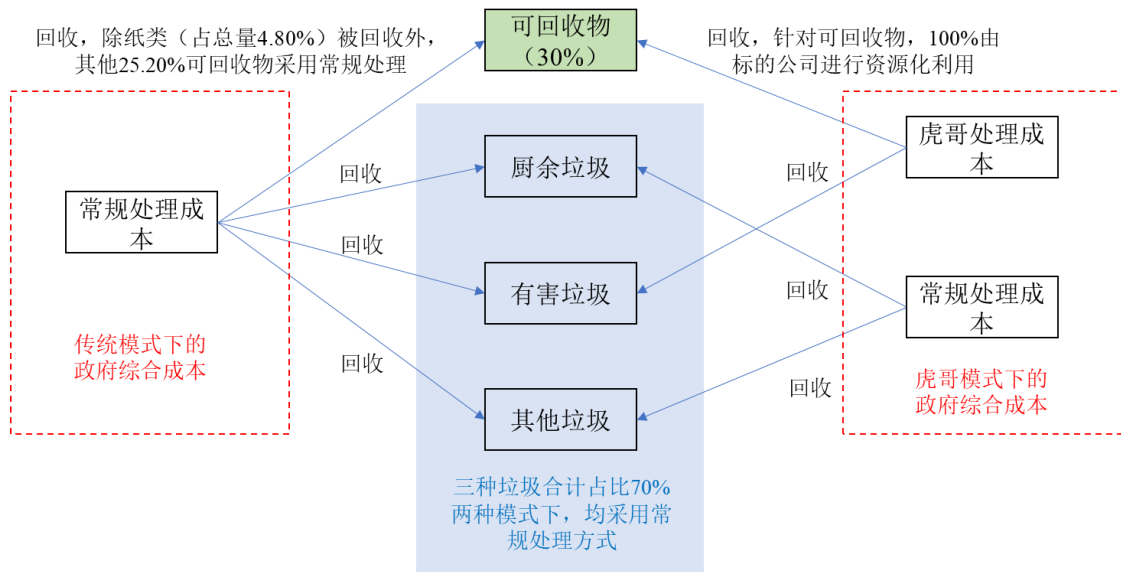 回收，除纸类（占总量4.80%）被回收外，
其他25.20%可回收物采用常规处理
可回收物
（30%）
回收，针对可回收物，100%由
标的公司进行资源化利用
常规处理成
本
传统模式下的
政府综合成本
回收
回收
回收
厨余垃圾
有害垃圾
其他垃圾
三种垃圾合计占比70%
两种模式下，均采用常
规处理方式
回收
回收
回收
虎哥处理成
本
常规处理成
本
虎哥模式下的
政府综合成本